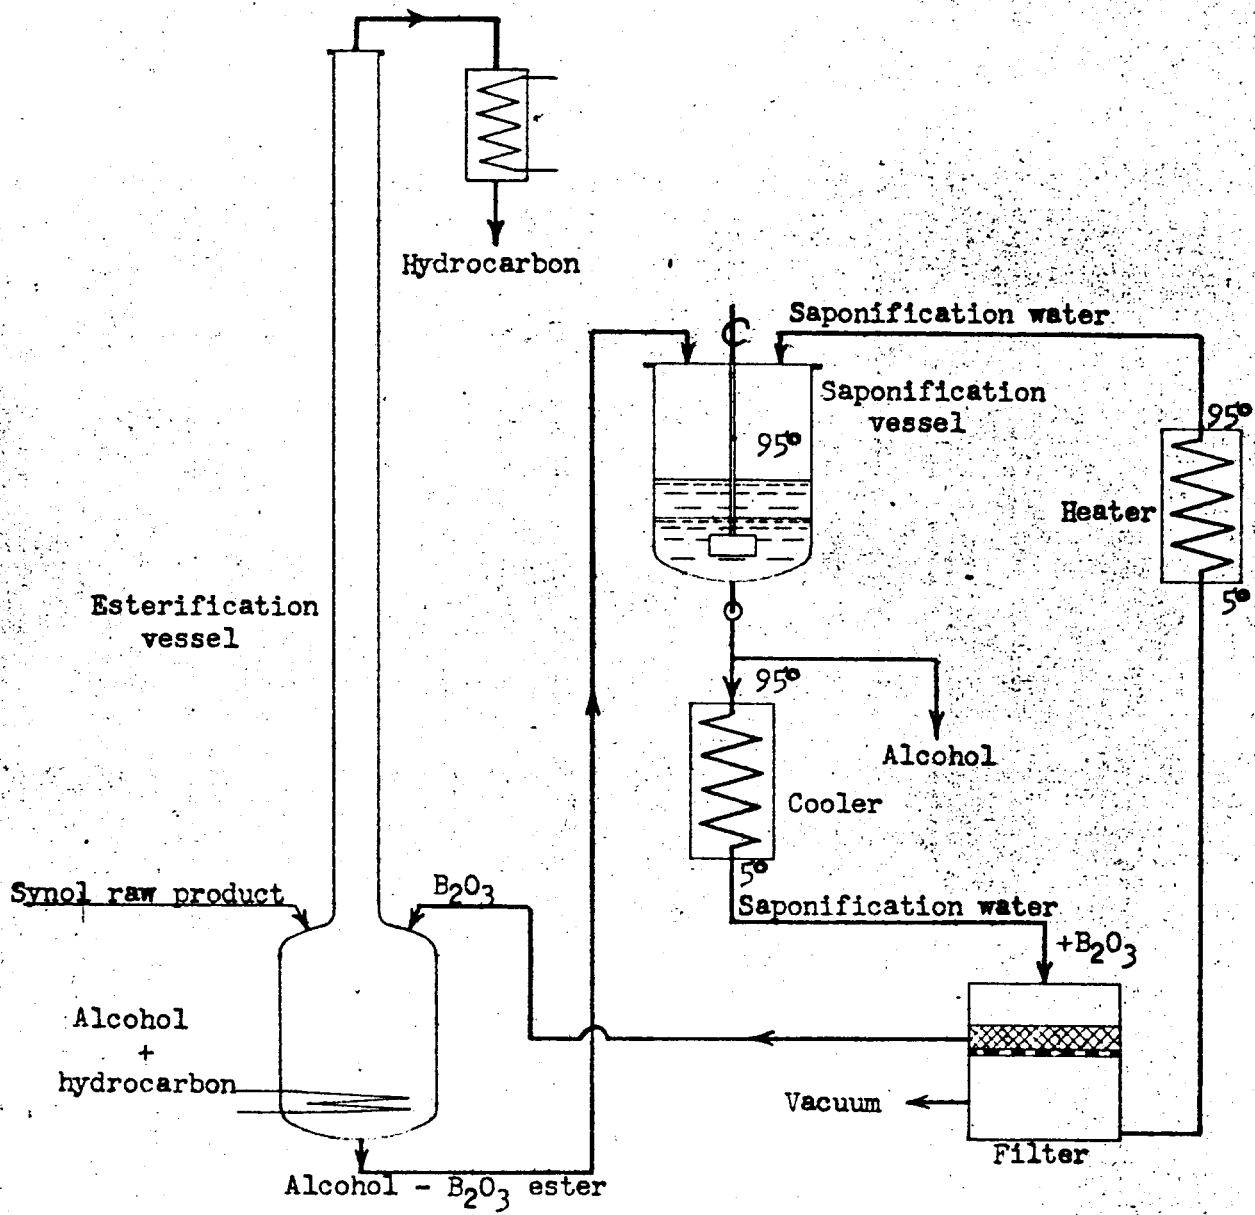 Hydrocarbon
Saponification water
Saponification
vessel
95°
95°
Heater
5°
Esterification
vessel
95°
Alcohol
Cooler
5°
Synol raw product
B₂O₃
Saponification water
+B₂O₃
Alcohol
+
hydrocarbon
Vacuum
Filter
Alcohol - B₂O₃ ester